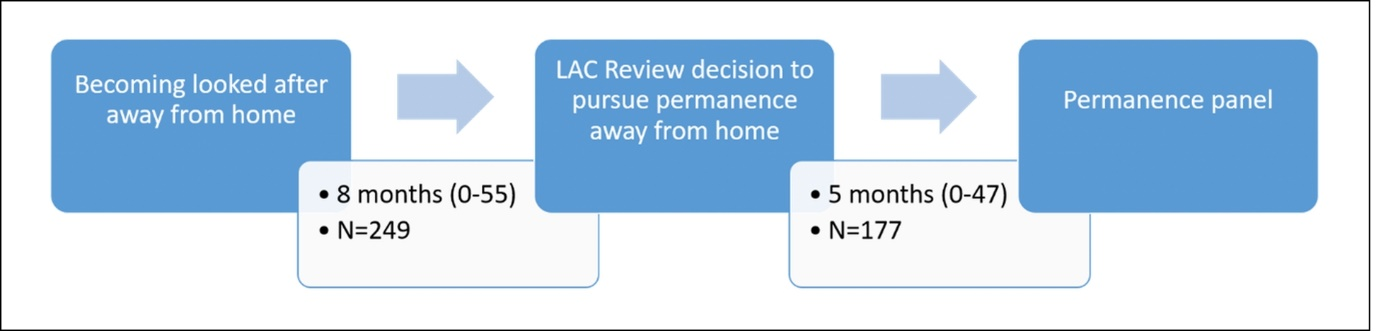 Becoming looked after
away from home
LAC Review decision to
pursue permanence
away from home
Permanence panel
• 8 months (0-55)
• N=249
• 5 months (0-47)
• N=177